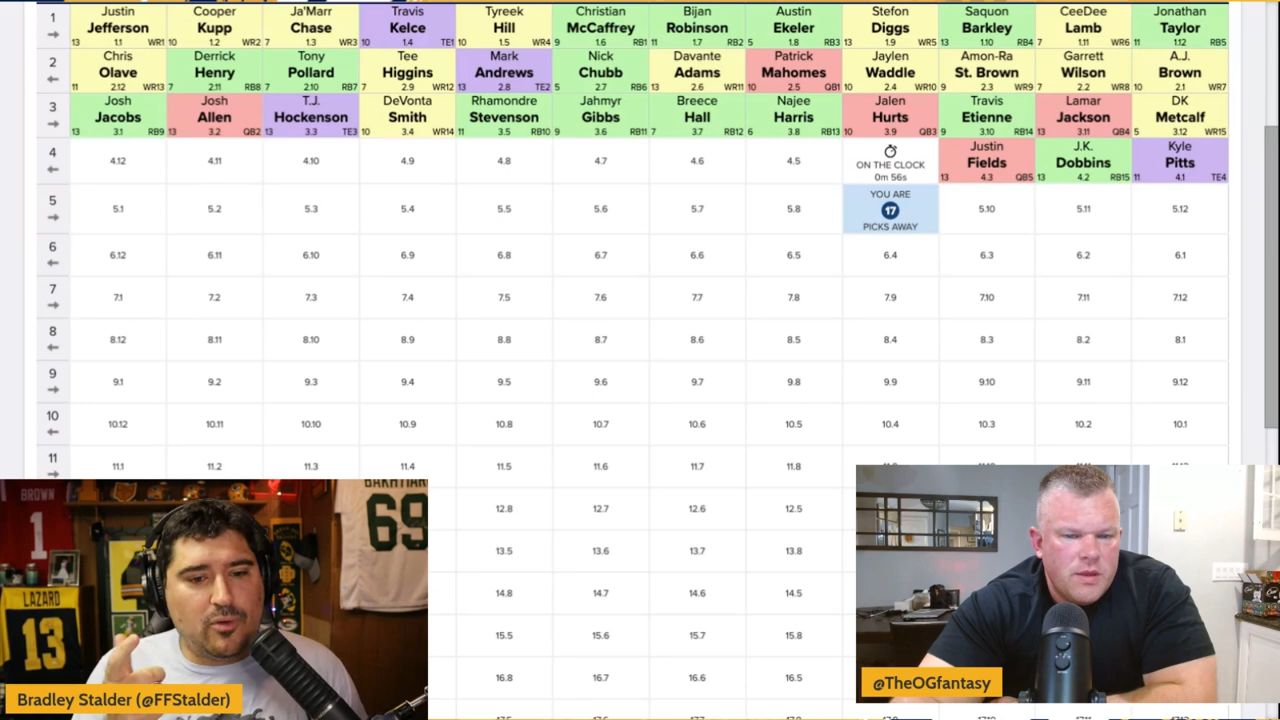 1 Justin Cooper Ja'Marr Travis Tyreek Christian Bijan Austin Stefon Saquon CeeDee Jonathan
Jefferson Kupp Chase Kelce Hill McCaffrey Robinson Ekeler Diggs Barkley Lamb Taylor
13 1.1 WR1 10 1.2 WR2 7 1.3 WR3 10 1.4 TE1 10 1.5 WR4 9 1.6 RB1 11 1.7 RB2 5 1.8 RB3 13 1.9 WR5 13 1.10 RB4 7 1.11 WR6 11 1.12 RB5
2 Chris Derrick Tony Tee Mark Nick Davante Patrick Jaylen Amon-Ra Garrett A.J.
Olave Henry Pollard Higgins Andrews Chubb Adams Mahomes Waddle St. Brown Wilson Brown
11 2.12 WR13 7 2.11 RB8 7 2.10 RB7 7 2.9 WR12 13 2.8 TE2 5 2.7 RB6 13 2.6 WR11 10 2.5 QB1 10 2.4 WR10 9 2.3 WR9 7 2.2 WR8 10 2.1 WR7
3 Josh Josh T.J. DeVonta Rhamondre Jahmyr Breece Najee Jalen Travis Lamar DK
Jacobs Allen Hockenson Smith Stevenson Gibbs Hall Harris Hurts Etienne Jackson Metcalf
13 3.1 RB9 13 3.2 QB2 13 3.3 TE3 10 3.4 WR14 11 3.5 RB10 9 3.6 RB11 7 3.7 RB12 6 3.8 RB13 10 3.9 QB3 9 3.10 RB14 13 3.11 QB4 5 3.12 WR15
4 4.12 4.11 4.10 4.9 4.8 4.7 4.6 4.5 ON THE CLOCK Justin J.K. Kyle
0m 56s Fields Dobbins Pitts
13 4.3 QB5 13 4.2 RB15 11 4.1 TE4
5 5.1 5.2 5.3 5.4 5.5 5.6 5.7 5.8 YOU ARE 5.10 5.11 5.12
17
PICKS AWAY
6 6.12 6.11 6.10 6.9 6.8 6.7 6.6 6.5 6.4 6.3 6.2 6.1
7 7.1 7.2 7.3 7.4 7.5 7.6 7.7 7.8 7.9 7.10 7.11 7.12
8 8.12 8.11 8.10 8.9 8.8 8.7 8.6 8.5 8.4 8.3 8.2 8.1
9 9.1 9.2 9.3 9.4 9.5 9.6 9.7 9.8 9.9 9.10 9.11 9.12
10 10.12 10.11 10.10 10.9 10.8 10.7 10.6 10.5 10.4 10.3 10.2 10.1
11 11.1 11.2 11.3 11.4 11.5 11.6 11.7 11.8
12.8 12.7 12.6 12.5
13.5 13.6 13.7 13.8
14.8 14.7 14.6 14.5
15.5 15.6 15.7 15.8
16.8 16.7 16.6 16.5
BROWN
1
69
LAZARD
13
Bradley Stalder (@FFStalder)
@TheOGfantasy